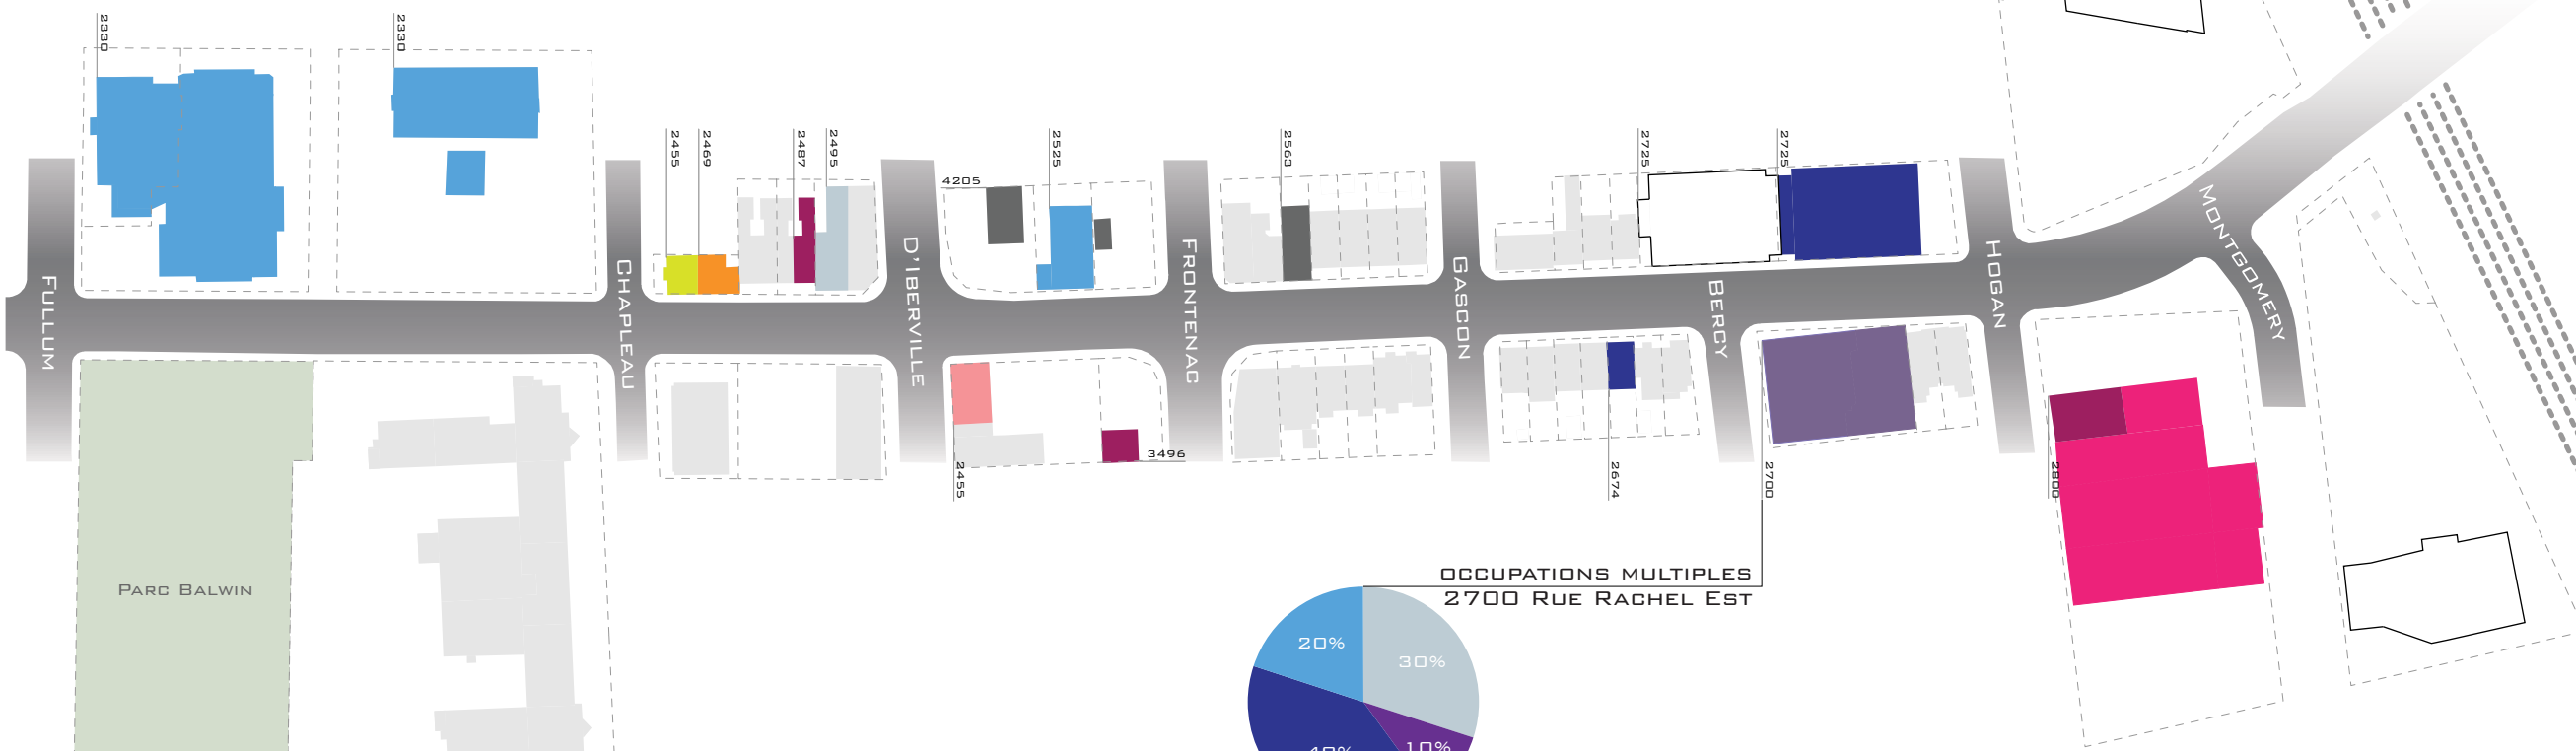 2330
2330
2455
2469
2487
2495
4205
2525
2563
2725
2725
Fullum
Chapleau
D'Iberville
Frontenac
Gascon
Bercy
Hogan
Montgomery
2455
3496
2674
2700
2800
Parc Balwin
occupations multiples
2700 Rue Rachel Est
20%
30%
40%
10%